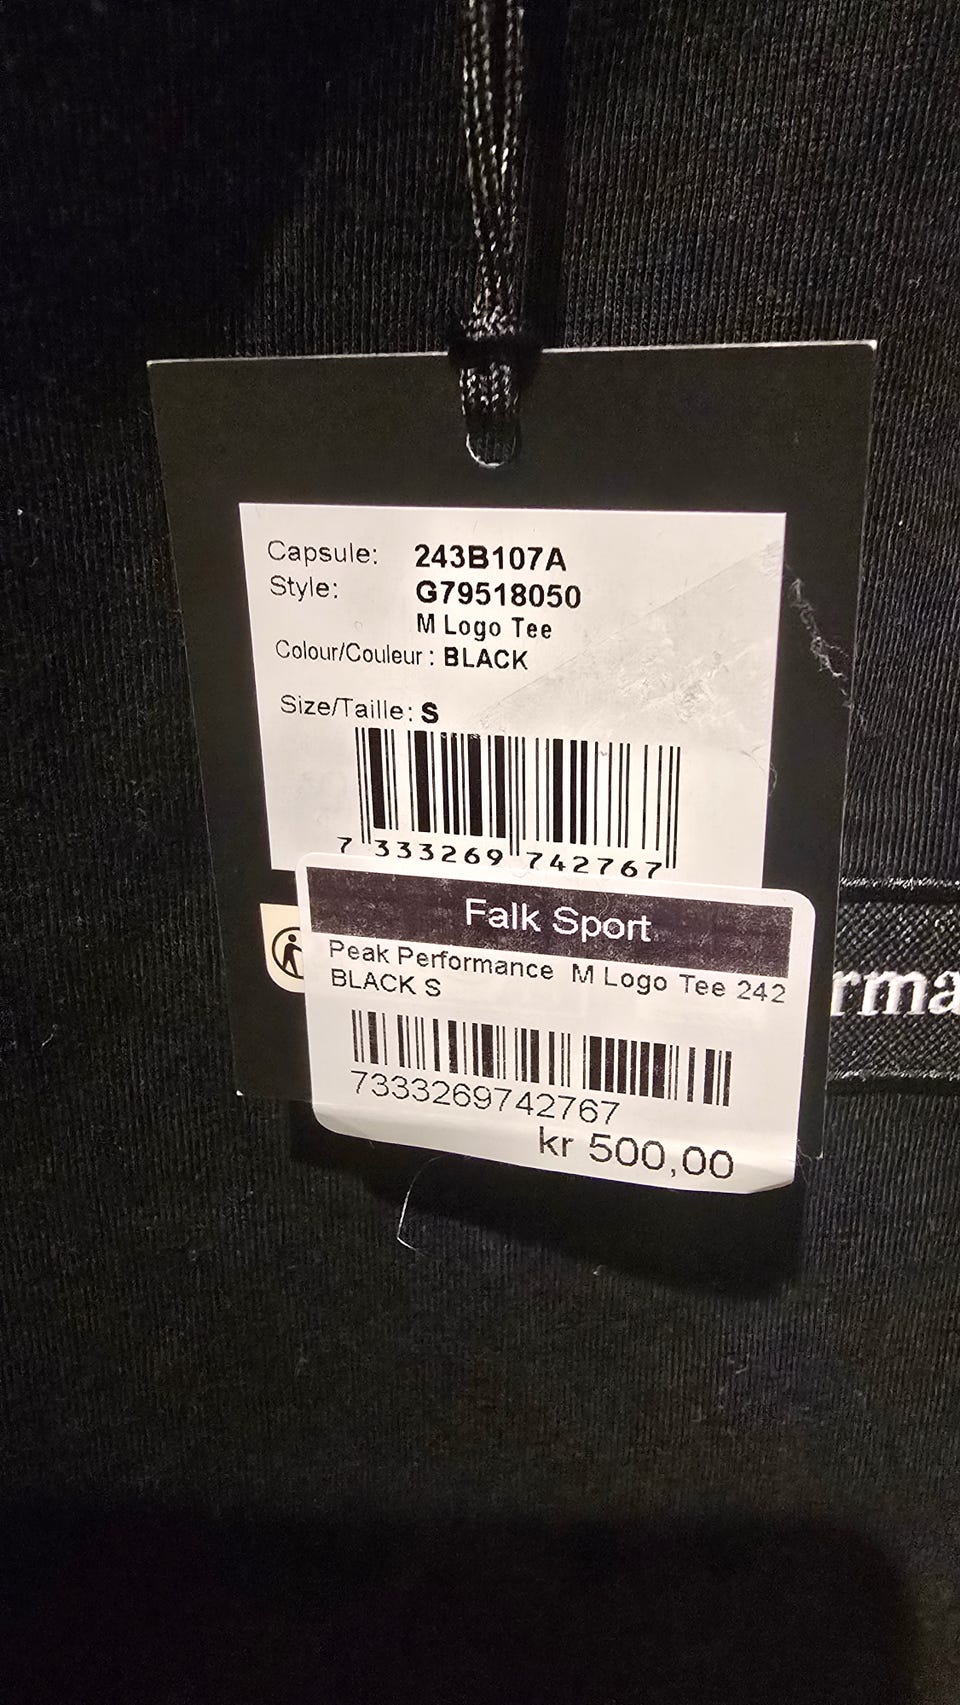 Capsule: 243B107A
Style: G79518050
M Logo Tee
Colour/Couleur : BLACK
Size/Taille: S
7 333269 742767
Falk Sport
Peak Performance M Logo Tee 242
BLACK S
7333269742767
kr 500,00
rma